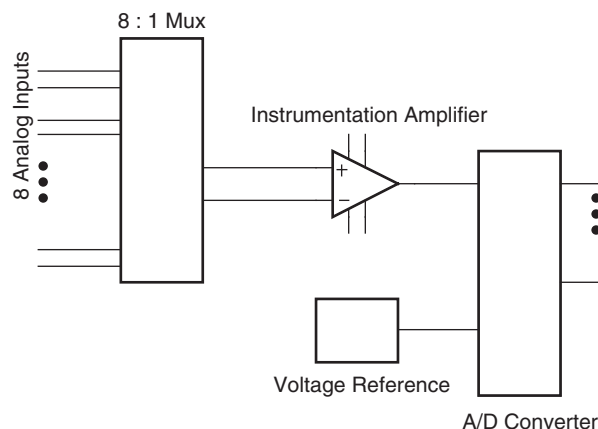 8 : 1 Mux
8 Analog Inputs
Instrumentation Amplifier
+
−
Voltage Reference
A/D Converter